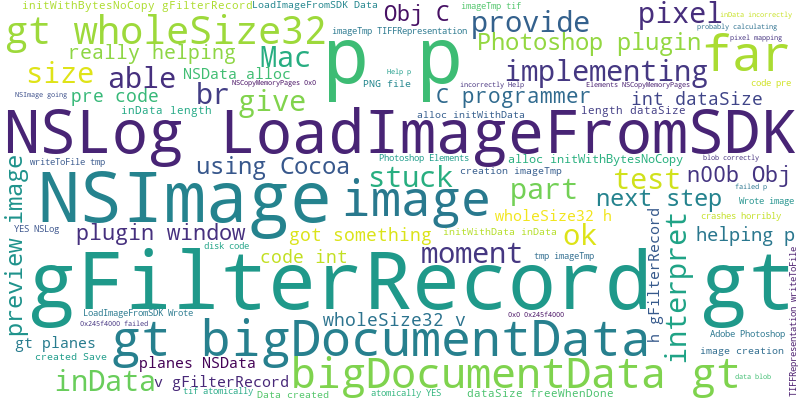 initWithBytesNoCopy gFilterRecord
LoadImageFromSDK Data
Obj C
imageTmp tif
inData incorrectly
provide
pixel
probably calculating
pixel mapping
gt wholeSize32
imageTmp TIFFRepresentation
p p
Photoshop plugin
far
really helping
Mac
size
able
NSData alloc
NSCopyMemoryPages 0x0
Help p
PNG file
implementing
incorrectly Help
Elements NSCopyMemoryPages
code pre
NSImage going
pre code
br
give
C programmer
int dataSize
inData length
alloc initWithData
length dataSize
NSLog LoadImageFromSDK
preview image
writeToFile tmp
using Cocoa
Photoshop Elements
alloc initWithBytesNoCopy
blob correctly
NSImage
image
stuck
creation imageTmp
test
n00b Obj
failed p
part
next step
Wrote image
YES NSLog
plugin window
got something
wholeSize32 h
ok
crashes horribly
initWithData inData
helping p
disk code
code int
moment
tmp imageTmp
h gFilterRecord
interpret
TIFFRepresentation writeToFile
gFilterRecord gt
LoadImageFromSDK Wrote
wholeSize32 v
0x0 0x245f4000
0x245f4000 failed
gt planes
gt bigDocumentData
Adobe Photoshop
created Save
planes NSData
image creation
inData
v gFilterRecord
bigDocumentData gt
data blob
tif atomically
Data created
atomically YES
dataSize freeWhenDone